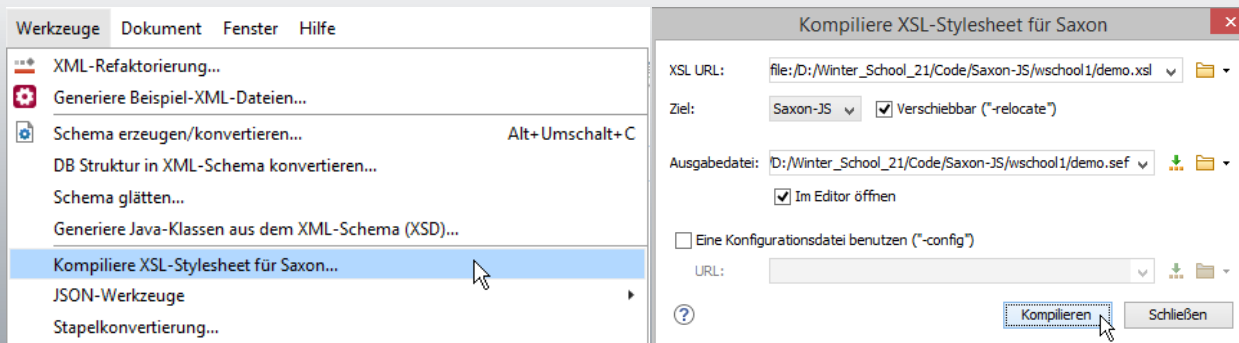 Werkzeuge Dokument Fenster Hilfe
XML-Refaktorierung...
Generiere Beispiel-XML-Dateien...
Schema erzeugen/konvertieren... Alt+Umschalt+C
DB Struktur in XML-Schema konvertieren...
Schema glätten...
Generiere Java-Klassen aus dem XML-Schema (XSD)...
Kompiliere XSL-Stylesheet für Saxon...
JSON-Werkzeuge
Stapelkonvertierung...
Kompiliere XSL-Stylesheet für Saxon
XSL URL: file:/D:/Winter_School_21/Code/Saxon-JS/wschool1/demo.xsl
Ziel: Saxon-JS Verschiebbar ("-relocate")
Ausgabedatei: /D:/Winter_School_21/Code/Saxon-JS/wschool1/demo.sef
Im Editor öffnen
Eine Konfigurationsdatei benutzen ("-config")
URL:
? Kompilieren Schließen